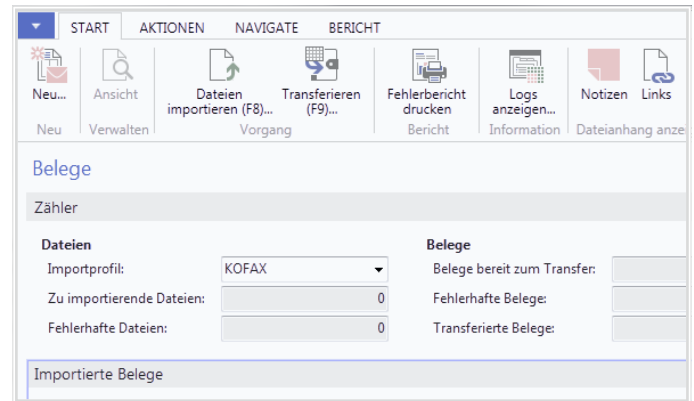 START AKTIONEN NAVIGATE BERICHT
Neu... Ansicht Dateien importieren (F8)... Transferieren (F9)... Fehlerbericht drucken Logs anzeigen... Notizen Links
Neu Verwalten Vorgang Bericht Information Dateianhang anzei
Belege
Zähler
Dateien Belege
Importprofil: KOFAX Belege bereit zum Transfer:
Zu importierende Dateien: 0 Fehlerhafte Belege:
Fehlerhafte Dateien: 0 Transferierte Belege:
Importierte Belege